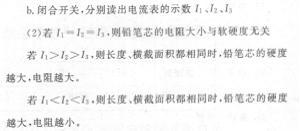 b.闭合开关,分别读出电流表的示数 I₁、I₂、I₃
(2)若 I₁=I₂=I₃,则铅笔芯的电阻大小与软硬度无关
若 I₁>I₂>I₃,则长度、横截面积都相同时,铅笔芯的硬度
越大,电阻越大。
若 I₁<I₂<I₃,则长度、横截面积都相同时,铅笔芯的硬度
越大,电阻越小。